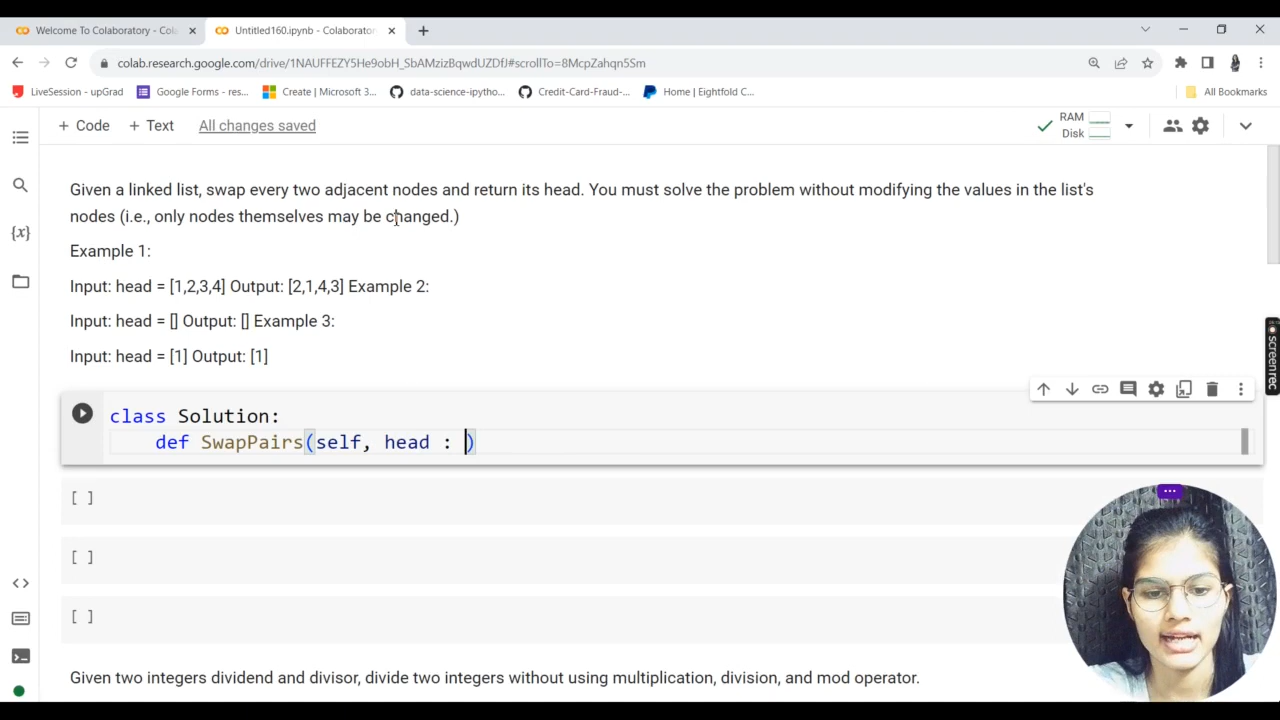 Welcome To Colaboratory - Cola
Untitled160.ipynb - Colaborator
colab.research.google.com/drive/1NAUFFEZY5He9obH_SbAMzizBqwdUZDfJ#scrollTo=8McpZahqn5Sm
LiveSession - upGrad
Google Forms - res...
Create | Microsoft 3...
data-science-ipytho...
Credit-Card-Fraud-...
Home | Eightfold C...
All Bookmarks
+ Code + Text All changes saved
RAM
Disk
Given a linked list, swap every two adjacent nodes and return its head. You must solve the problem without modifying the values in the list's
nodes (i.e., only nodes themselves may be changed.)
Example 1:
Input: head = [1,2,3,4] Output: [2,1,4,3] Example 2:
Input: head = [] Output: [] Example 3:
Input: head = [1] Output: [1]
class Solution:
def SwapPairs(self, head : )
[ ]
[ ]
[ ]
Given two integers dividend and divisor, divide two integers without using multiplication, division, and mod operator.
screenrec